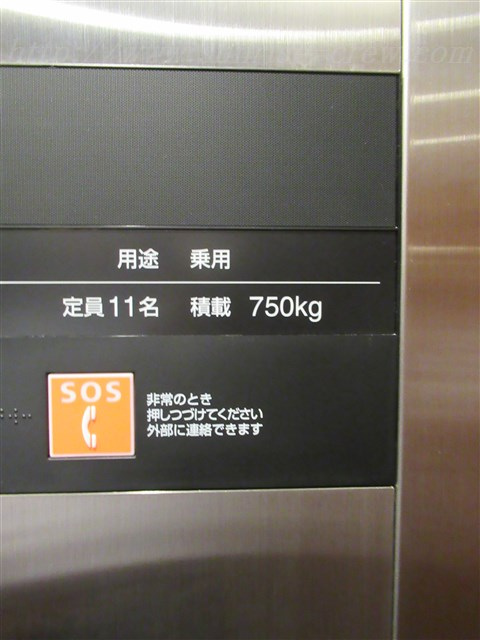 用途 乗用
定員11名 積載 750kg
SOS
非常のとき
押しつづけてください
外部に連絡できます